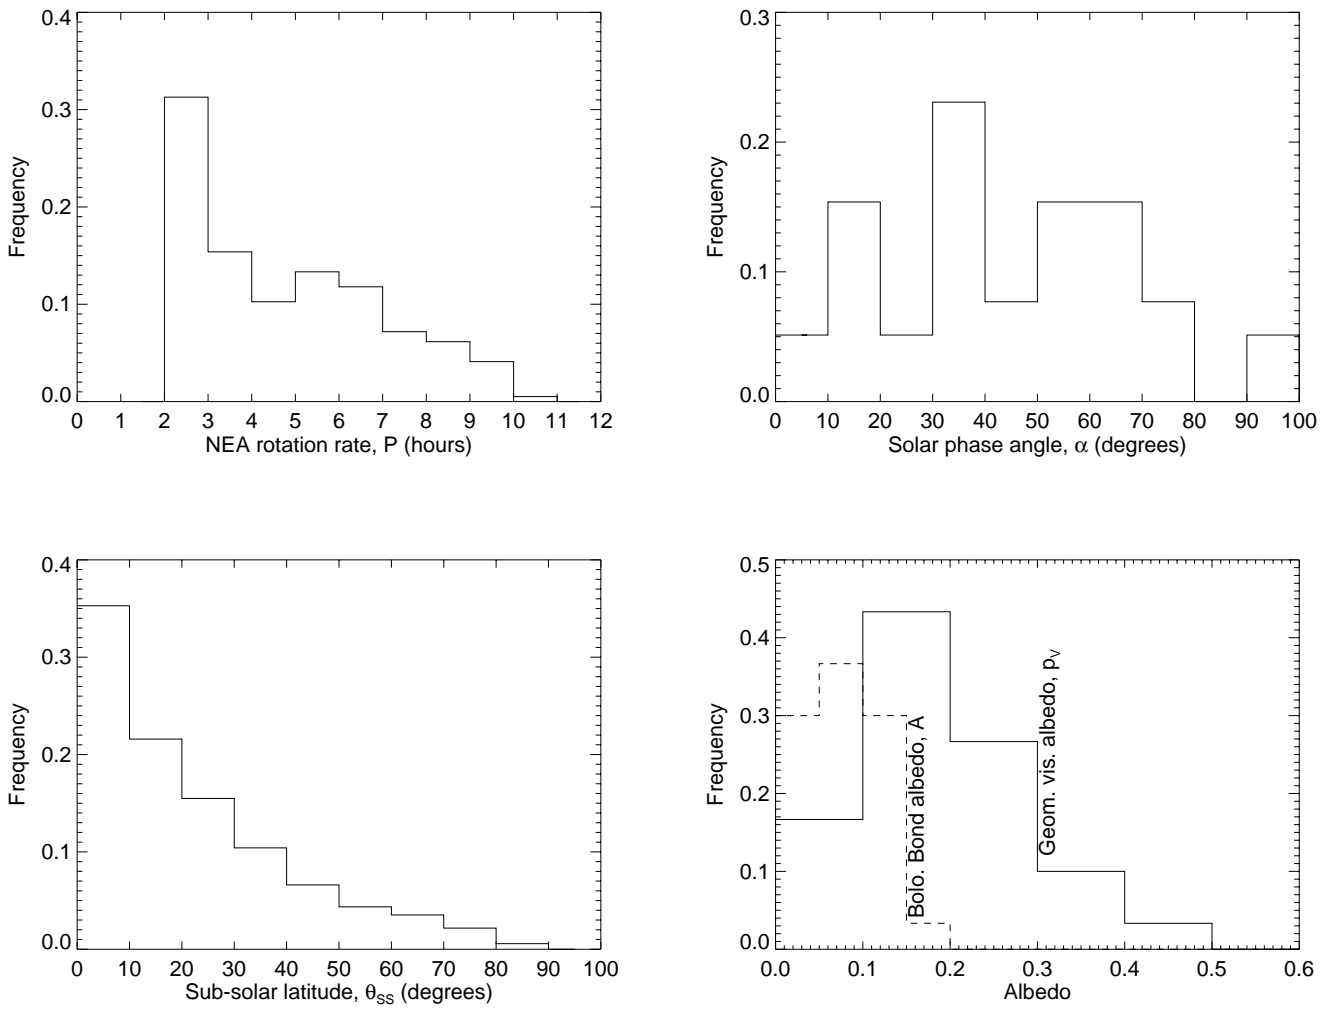 0.4
0.3
0.2
0.1
0.0
Frequency
0 1 2 3 4 5 6 7 8 9 10 11 12
NEA rotation rate, P (hours)
0.3
0.2
0.1
0.0
Frequency
0 10 20 30 40 50 60 70 80 90 100
Solar phase angle, α (degrees)
0.4
0.3
0.2
0.1
0.0
Frequency
0 10 20 30 40 50 60 70 80 90 100
Sub-solar latitude, θSS (degrees)
0.5
0.4
0.3
0.2
0.1
0.0
Frequency
Bolo. Bond albedo, A
Geom. vis. albedo, pV
0.0 0.1 0.2 0.3 0.4 0.5 0.6
Albedo